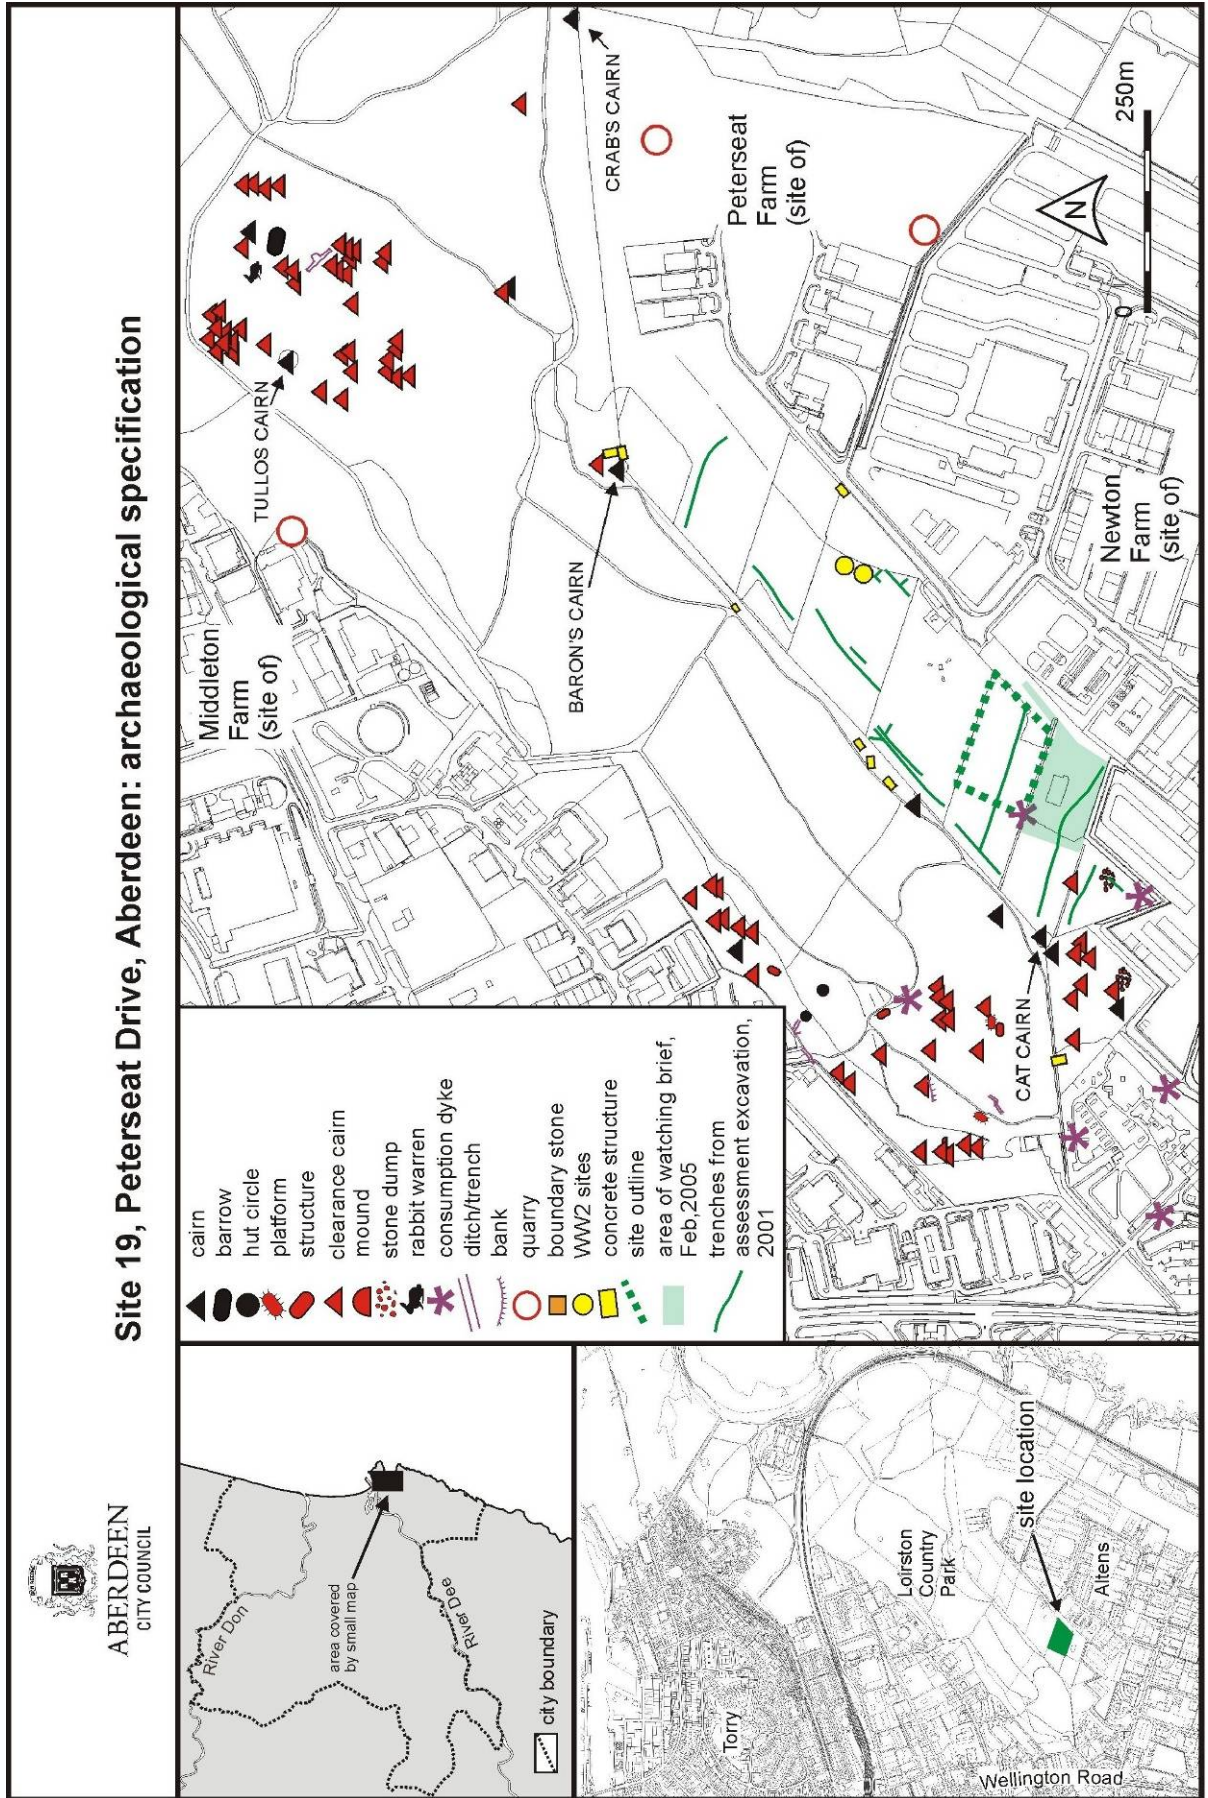 ABERDEEN
CITY COUNCIL
Site 19, Peterseat Drive, Aberdeen: archaeological specification
River Don
area covered
by small map
River Dee
city boundary
Torry
Loirston
Country
Park
site location
Altens
Wellington Road
cairn
barrow
hut circle
platform
structure
clearance cairn
mound
stone dump
rabbit warren
consumption dyke
ditch/trench
bank
quarry
boundary stone
WW2 sites
concrete structure
site outline
area of watching brief,
Feb,2005
trenches from
assessment excavation,
2001
Middleton
Farm
(site of)
TULLOS CAIRN
BARON'S CAIRN
CRAB'S CAIRN
Peterseat
Farm
(site of)
CAT CAIRN
Newton
Farm
(site of)
N
0
250m